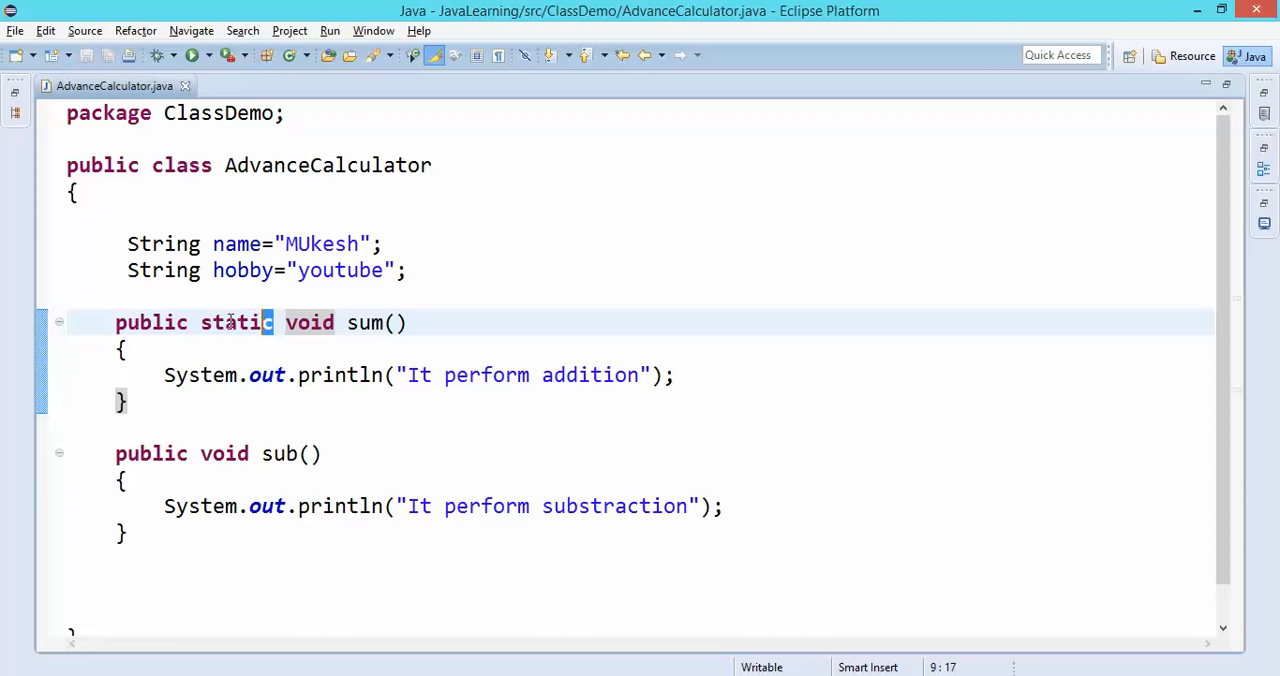 Java - JavaLearning/src/ClassDemo/AdvanceCalculator.java - Eclipse Platform
File Edit Source Refactor Navigate Search Project Run Window Help
Quick Access Resource Java
AdvanceCalculator.java
package ClassDemo;
public class AdvanceCalculator
{
String name="MUkesh";
String hobby="youtube";
public static void sum()
{
System.out.println("It perform addition");
}
public void sub()
{
System.out.println("It perform substraction");
}
}
Writable Smart Insert 9 : 17